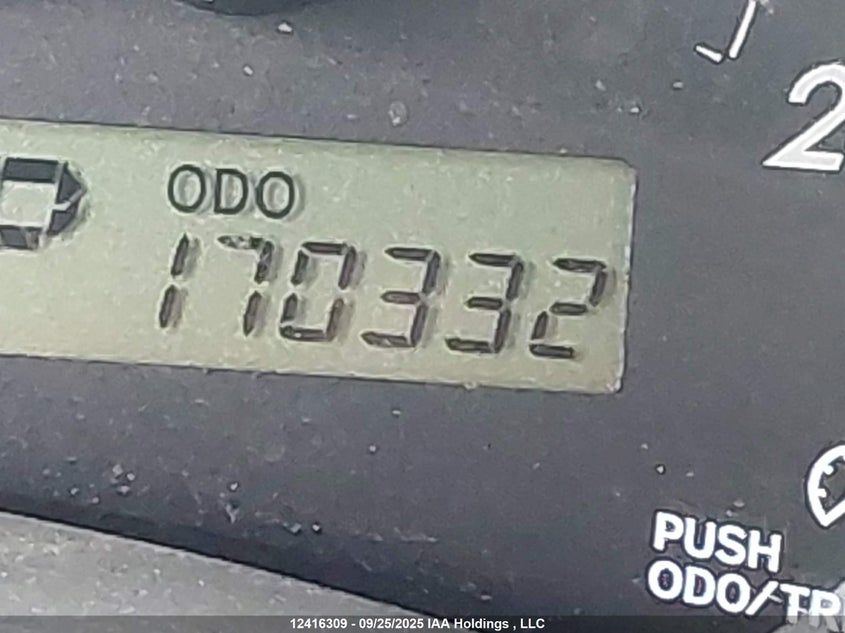 2
ODO
170332
PUSH
ODO/TR
12416309 - 09/25/2025 IAA Holdings , LLC